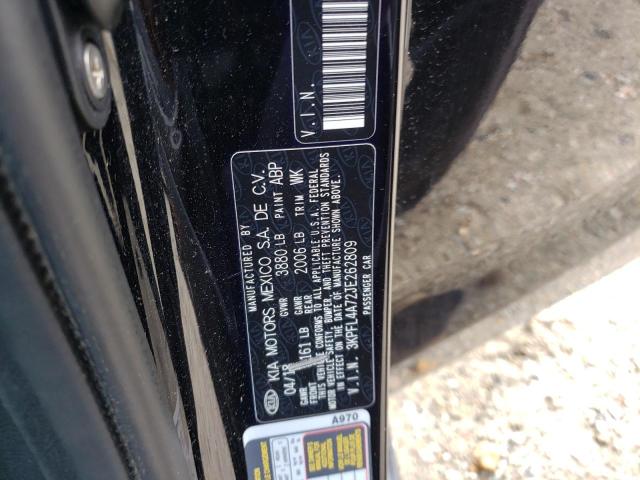 V.I.N.
MANUFACTURED BY
KIA KIA MOTORS MEXICO S.A. DE C.V.
04/18 GVWR 3880 LB PAINT ABP
GAWR FRONT 161 LB GAWR REAR 2006 LB TRIM WK
THIS VEHICLE CONFORMS TO ALL APPLICABLE U.S.A. FEDERAL
MOTOR VEHICLE SAFETY, BUMPER, AND THEFT PREVENTION STANDARDS
IN EFFECT ON THE DATE OF MANUFACTURE SHOWN ABOVE.
V.I.N. 3KPFL4A72JE262809
PASSENGER CAR
A970